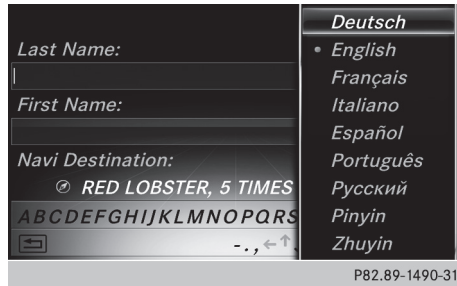 Last Name:
First Name:
Navi Destination:
RED LOBSTER, 5 TIMES
ABCDEFGHIJKLMNOPQRS
-.,←↑
Deutsch
• English
Français
Italiano
Español
Português
Русский
Pinyin
Zhuyin
P82.89-1490-31